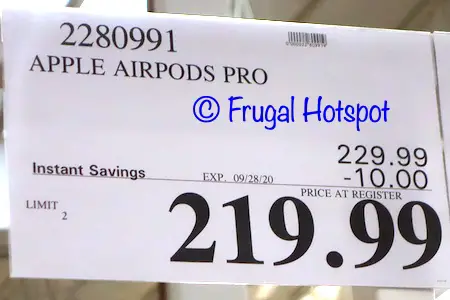 2280991
APPLE AIRPODS PRO
© Frugal Hotspot
229.99
Instant Savings EXP. 09/28/20 -10.00
PRICE AT REGISTER
LIMIT 2
219.99